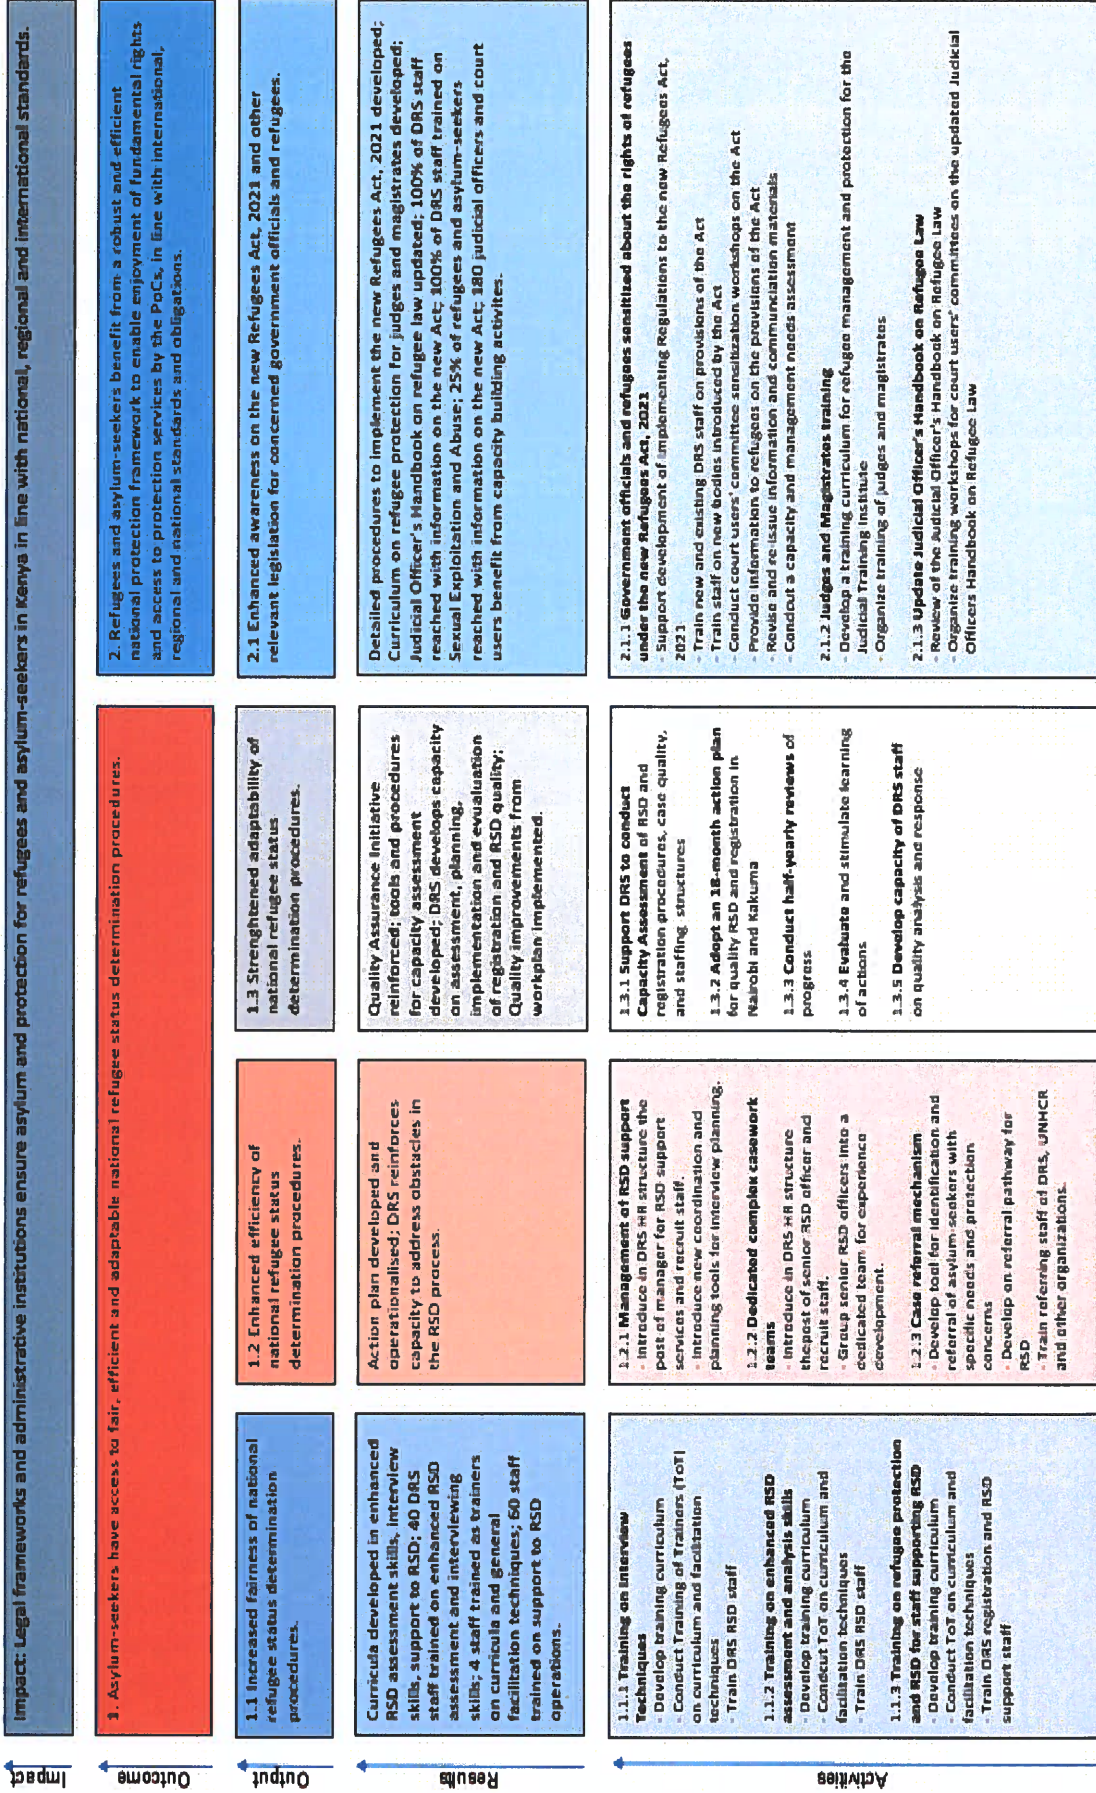 Impact
Impact: Legal frameworks and administrative institutions ensure asylum and protection for refugees and asylum-seekers in Kenya in line with national, regional and international standards.
Outcome
1. Asylum-seekers have access to fair, efficient and adaptable national refugee status determination procedures.
2. Refugees and asylum-seekers benefit from a robust and efficient
national protection framework to enable enjoyment of fundamental rights
and access to protection services by the PoCs, in line with international,
regional and national standards and obligations.
Output
1.1 Increased fairness of national
refugee status determination
procedures.
1.2 Enhanced efficiency of
national refugee status
determination procedures.
1.3 Strenghtened adaptability of
national refugee status
determination procedures.
2.1 Enhanced awareness on the new Refugees Act, 2021 and other
relevant legislation for concerned government officials and refugees.
Results
Curricula developed in enhanced
RSD assessment skills, interview
skills, support to RSD; 40 DRS
staff trained on enhanced RSD
assessment and interviewing
skills; 4 staff trained as trainers
on curricula and general
facilitation techniques; 60 staff
trained on support to RSD
operations.
Action plan developed and
operationalised; DRS reinforces
capacity to address obstacles in
the RSD process.
Quality Assurance Initiative
reinforced; tools and procedures
for capacity assessment
developed; DRS develops capacity
on assessment, planning,
implementation and evualuation
of registration and RSD quality;
Quality improvements from
workplan implemented.
Detailed procedures to implement the new Refugees Act, 2021 developed;
Curriculum on refugee protection for judges and magistrates developed;
Judicial Officer's Handbook on refugee law updated; 100% of DRS staff
reached with information on the new Act; 100% of DRS staff trained on
Sexual Exploitation and Abuse; 25% of refugees and asylum-seekers
reached with information on the new Act; 180 judicial officers and court
users benefit from capacity building activites.
Activities
1.1.1 Training on Interview
Techniques
- Develop training curriculum
- Conduct Training of Trainers (ToT)
on curriculum and facilitation
techniques
- Train DRS RSD staff
1.1.2 Training on enhanced RSD
assessment and analysis skills
- Develop training curriculum
- Condcut ToT on curriculum and
facilitation techniques
- Train DRS RSD staff
1.1.3 Training on refugee protection
and RSD for staff supporting RSD
- Develop training curriculum
- Conduct ToT on curriculum and
facilitation techniques
- Train DRS registration and RSD
support staff
1.2.1 Management of RSD support
- Introduce in DRS HR structure the
post of manager for RSD support
services and recruit staff.
- Introduce new coordination and
planning tools for interview planning.
1.2.2 Dedicated complex casework
teams
- Introduce in DRS HR structure
the post of senior RSD officer and
recruit staff.
- Group senior RSD officers into a
dedicated team for experience
development.
1.2.3 Case referral mechanism
- Develop tool for identification and
referral of asylum-seekers with
specific needs and protection
concerns
- Develop on referral pathway for
RSD
- Train referring staff of DRS, UNHCR
and other organizations.
1.3.1 Support DRS to conduct
Capacity Assessment of RSD and
registration procedures, case quality,
and staffing structures
1.3.2 Adopt an 18-month action plan
for quality RSD and registration in
Nairobi and Kakuma
1.3.3 Conduct half-yearly reviews of
progress
1.3.4 Evaluate and stimulate learning
of actions
1.3.5 Develop capacity of DRS staff
on quality analysis and response
2.1.1 Government officials and refugees sensitized about the rights of refugees
under the new Refugees Act, 2021
- Support development of Implementing Regulations to the new Refugees Act,
2021
- Train new and existing DRS staff on provisions of the Act
- Train staff on new bodies introduced by the Act
- Conduct court users' committee sensitization workshops on the Act
- Provide information to refugees on the provisions of the Act
- Revise and re-issue information and communciation materials
- Condcut a capacity and management needs assessment
2.1.2 Judges and Magistrates training
- Develop a training curriculum for refugee management and protection for the
Judicial Training Institute
- Organize training of judges and magistrates
2.1.3 Update Judicial Officer's Handbook on Refugee Law
- Review of the Judicial Officer's Handbook on Refugee Law
- Organize training workshops for court users' committees on the updated Judicial
Officers Handbook on Refugee Law